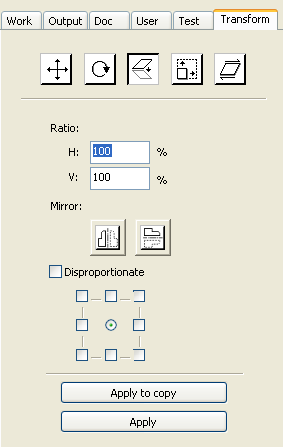 Work Output Doc User Test Transform
Ratio:
H: 100 %
V: 100 %
Mirror:
Disproportionate
Apply to copy
Apply